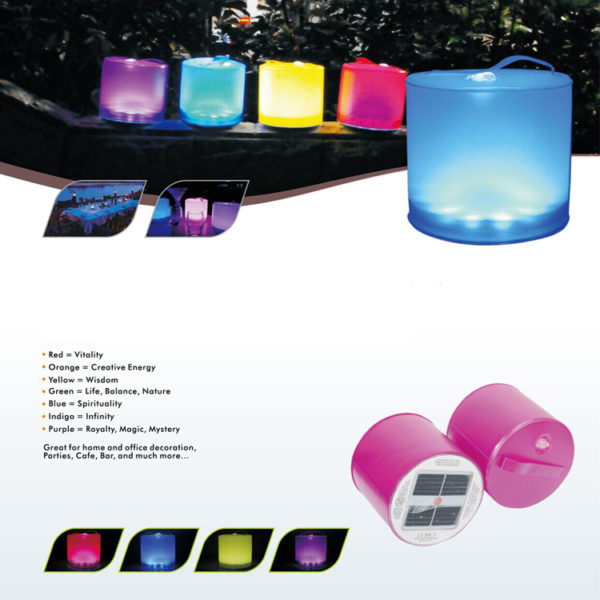 Red = Vitality
Orange = Creative Energy
Yellow = Wisdom
Green = Life, Balance, Nature
Blue = Spirituality
Indigo = Infinity
Purple = Royalty, Magic, Mystery
Great for home and office decoration,
Parties, Cafe, Bar, and much more...